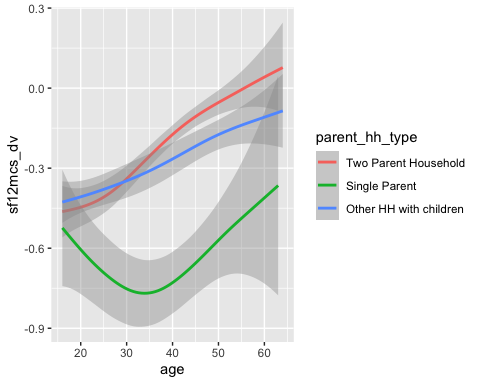 0.3
0.0
-0.3
-0.6
-0.9
sf12mcs_dv
20 30 40 50 60
age
parent_hh_type
Two Parent Household
Single Parent
Other HH with children